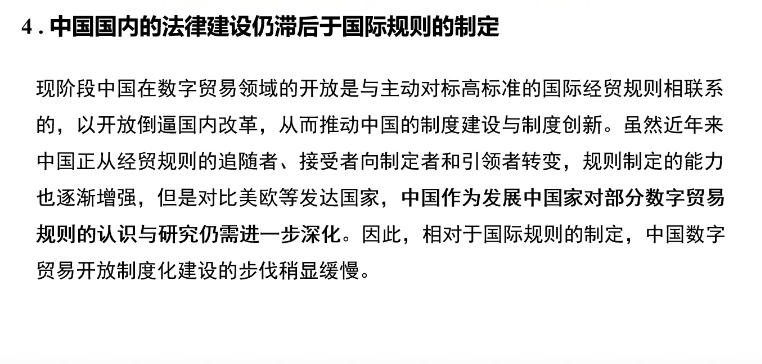 4 . 中国国内的法律建设仍滞后于国际规则的制定
现阶段中国在数字贸易领域的开放是与主动对标高标准的国际经贸规则相联系
的，以开放倒逼国内改革，从而推动中国的制度建设与制度创新。虽然近年来
中国正从经贸规则的追随者、接受者向制定者和引领者转变，规则制定的能力
也逐渐增强，但是对比美欧等发达国家，中国作为发展中国家对部分数字贸易
规则的认识与研究仍需进一步深化。因此，相对于国际规则的制定，中国数字
贸易开放制度化建设的步伐稍显缓慢。